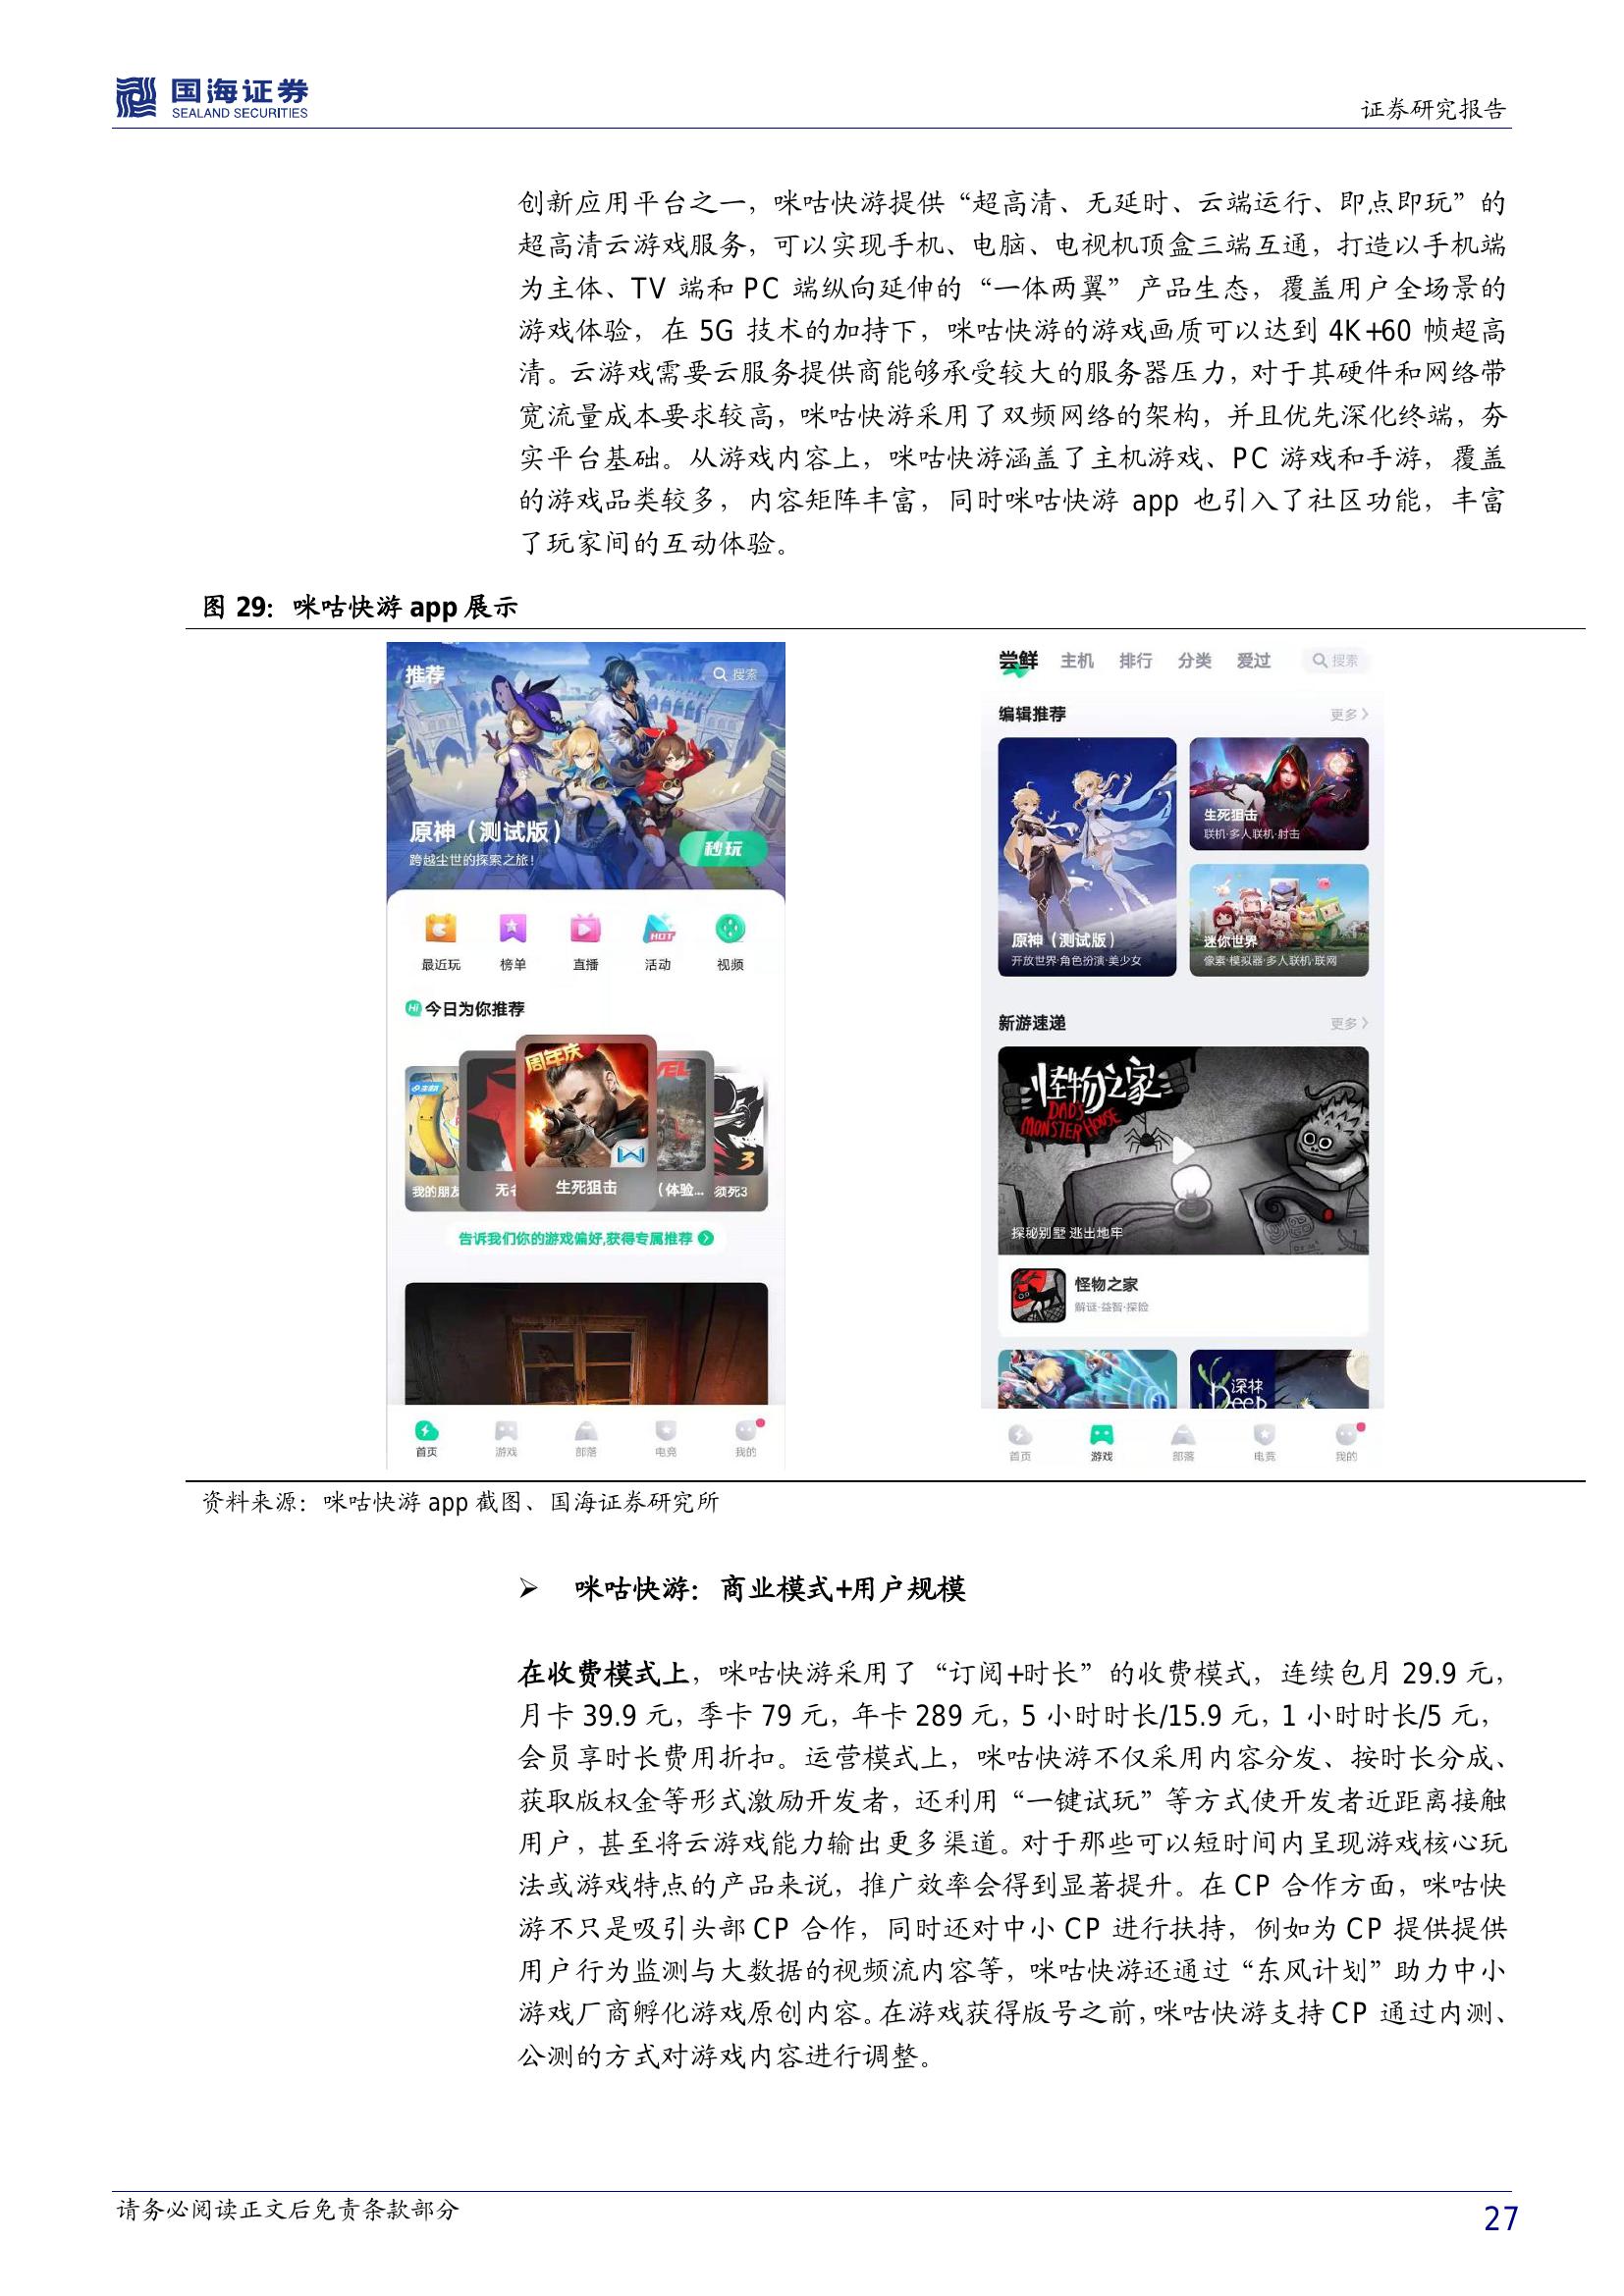 国海证券
SEALAND SECURITIES
证券研究报告
创新应用平台之一，咪咕快游提供“超高清、无延时、云端运行、即点即玩”的
超高清云游戏服务，可以实现手机、电脑、电视机顶盒三端互通，打造以手机端
为主体、TV 端和 PC 端纵向延伸的“一体两翼”产品生态，覆盖用户全场景的
游戏体验，在 5G 技术的加持下，咪咕快游的游戏画质可以达到 4K+60 帧超高
清。云游戏需要云服务提供商能够承受较大的服务器压力，对于其硬件和网络带
宽流量成本要求较高，咪咕快游采用了双频网络的架构，并且优先深化终端，夯
实平台基础。从游戏内容上，咪咕快游涵盖了主机游戏、PC 游戏和手游，覆盖
的游戏品类较多，内容矩阵丰富，同时咪咕快游 app 也引入了社区功能，丰富
了玩家间的互动体验。
图 29：咪咕快游 app 展示
推荐
搜索
原神（测试版）
跨越尘世的探索之旅！
秒玩
最近玩 榜单 直播 活动 视频
HOT
Hi 今日为你推荐
周年庆
3
我的朋友 无 生死狙击 （体验... 须死3
告诉我们你的游戏偏好,获得专属推荐
首页 游戏 部落 电竞 我的
尝鲜 主机 排行 分类 爱过 搜索
编辑推荐 更多
生死狙击
联机·多人联机·射击
原神（测试版）
开放世界·角色扮演·美少女
迷你世界
像素·模拟器·多人联机·联网
新游速递 更多
怪物之家
DAD'S
MONSTER HOUSE
探秘别墅 逃出地牢
怪物之家
解谜·益智·探险
深林
DEEP
首页 游戏 部落 电竞 我的
资料来源：咪咕快游 app 截图、国海证券研究所
➢ 咪咕快游：商业模式+用户规模
在收费模式上，咪咕快游采用了“订阅+时长”的收费模式，连续包月 29.9 元，
月卡 39.9 元，季卡 79 元，年卡 289 元，5 小时时长/15.9 元，1 小时时长/5 元，
会员享时长费用折扣。运营模式上，咪咕快游不仅采用内容分发、按时长分成、
获取版权金等形式激励开发者，还利用“一键试玩”等方式使开发者近距离接触
用户，甚至将云游戏能力输出更多渠道。对于那些可以短时间内呈现游戏核心玩
法或游戏特点的产品来说，推广效率会得到显著提升。在 CP 合作方面，咪咕快
游不只是吸引头部 CP 合作，同时还对中小 CP 进行扶持，例如为 CP 提供提供
用户行为监测与大数据的视频流内容等，咪咕快游还通过“东风计划”助力中小
游戏厂商孵化游戏原创内容。在游戏获得版号之前，咪咕快游支持 CP 通过内测、
公测的方式对游戏内容进行调整。
请务必阅读正文后免责条款部分
27